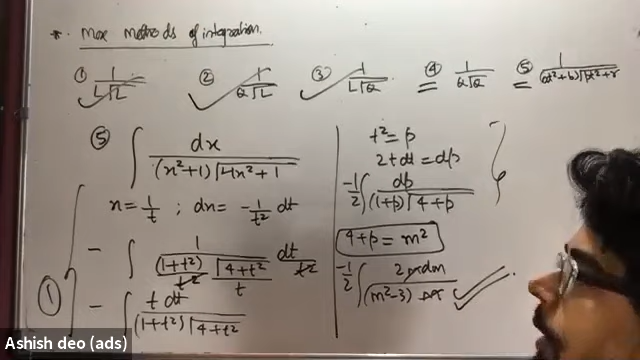 * More methods of integration.
① 1/L√L ② 1/Q√L ③ 1/L√Q ④ 1/Q√Q ⑤ 1/(ax²+b)√(x²+r
⑤ ∫ dx/(x²+1)√4x²+1
x = 1/t ; dx = -1/t² dt
- ∫ 1/((1+t²)/t² √4+t²/t) dt/t²
① - ∫ t dt/(1+t²)√4+t²
t² = p
2t dt = dp
-1/2 ∫ dp/(1+p)√4+p
4+p = m²
-1/2 ∫ 2m dm/(m²-3) m
Ashish deo (ads)